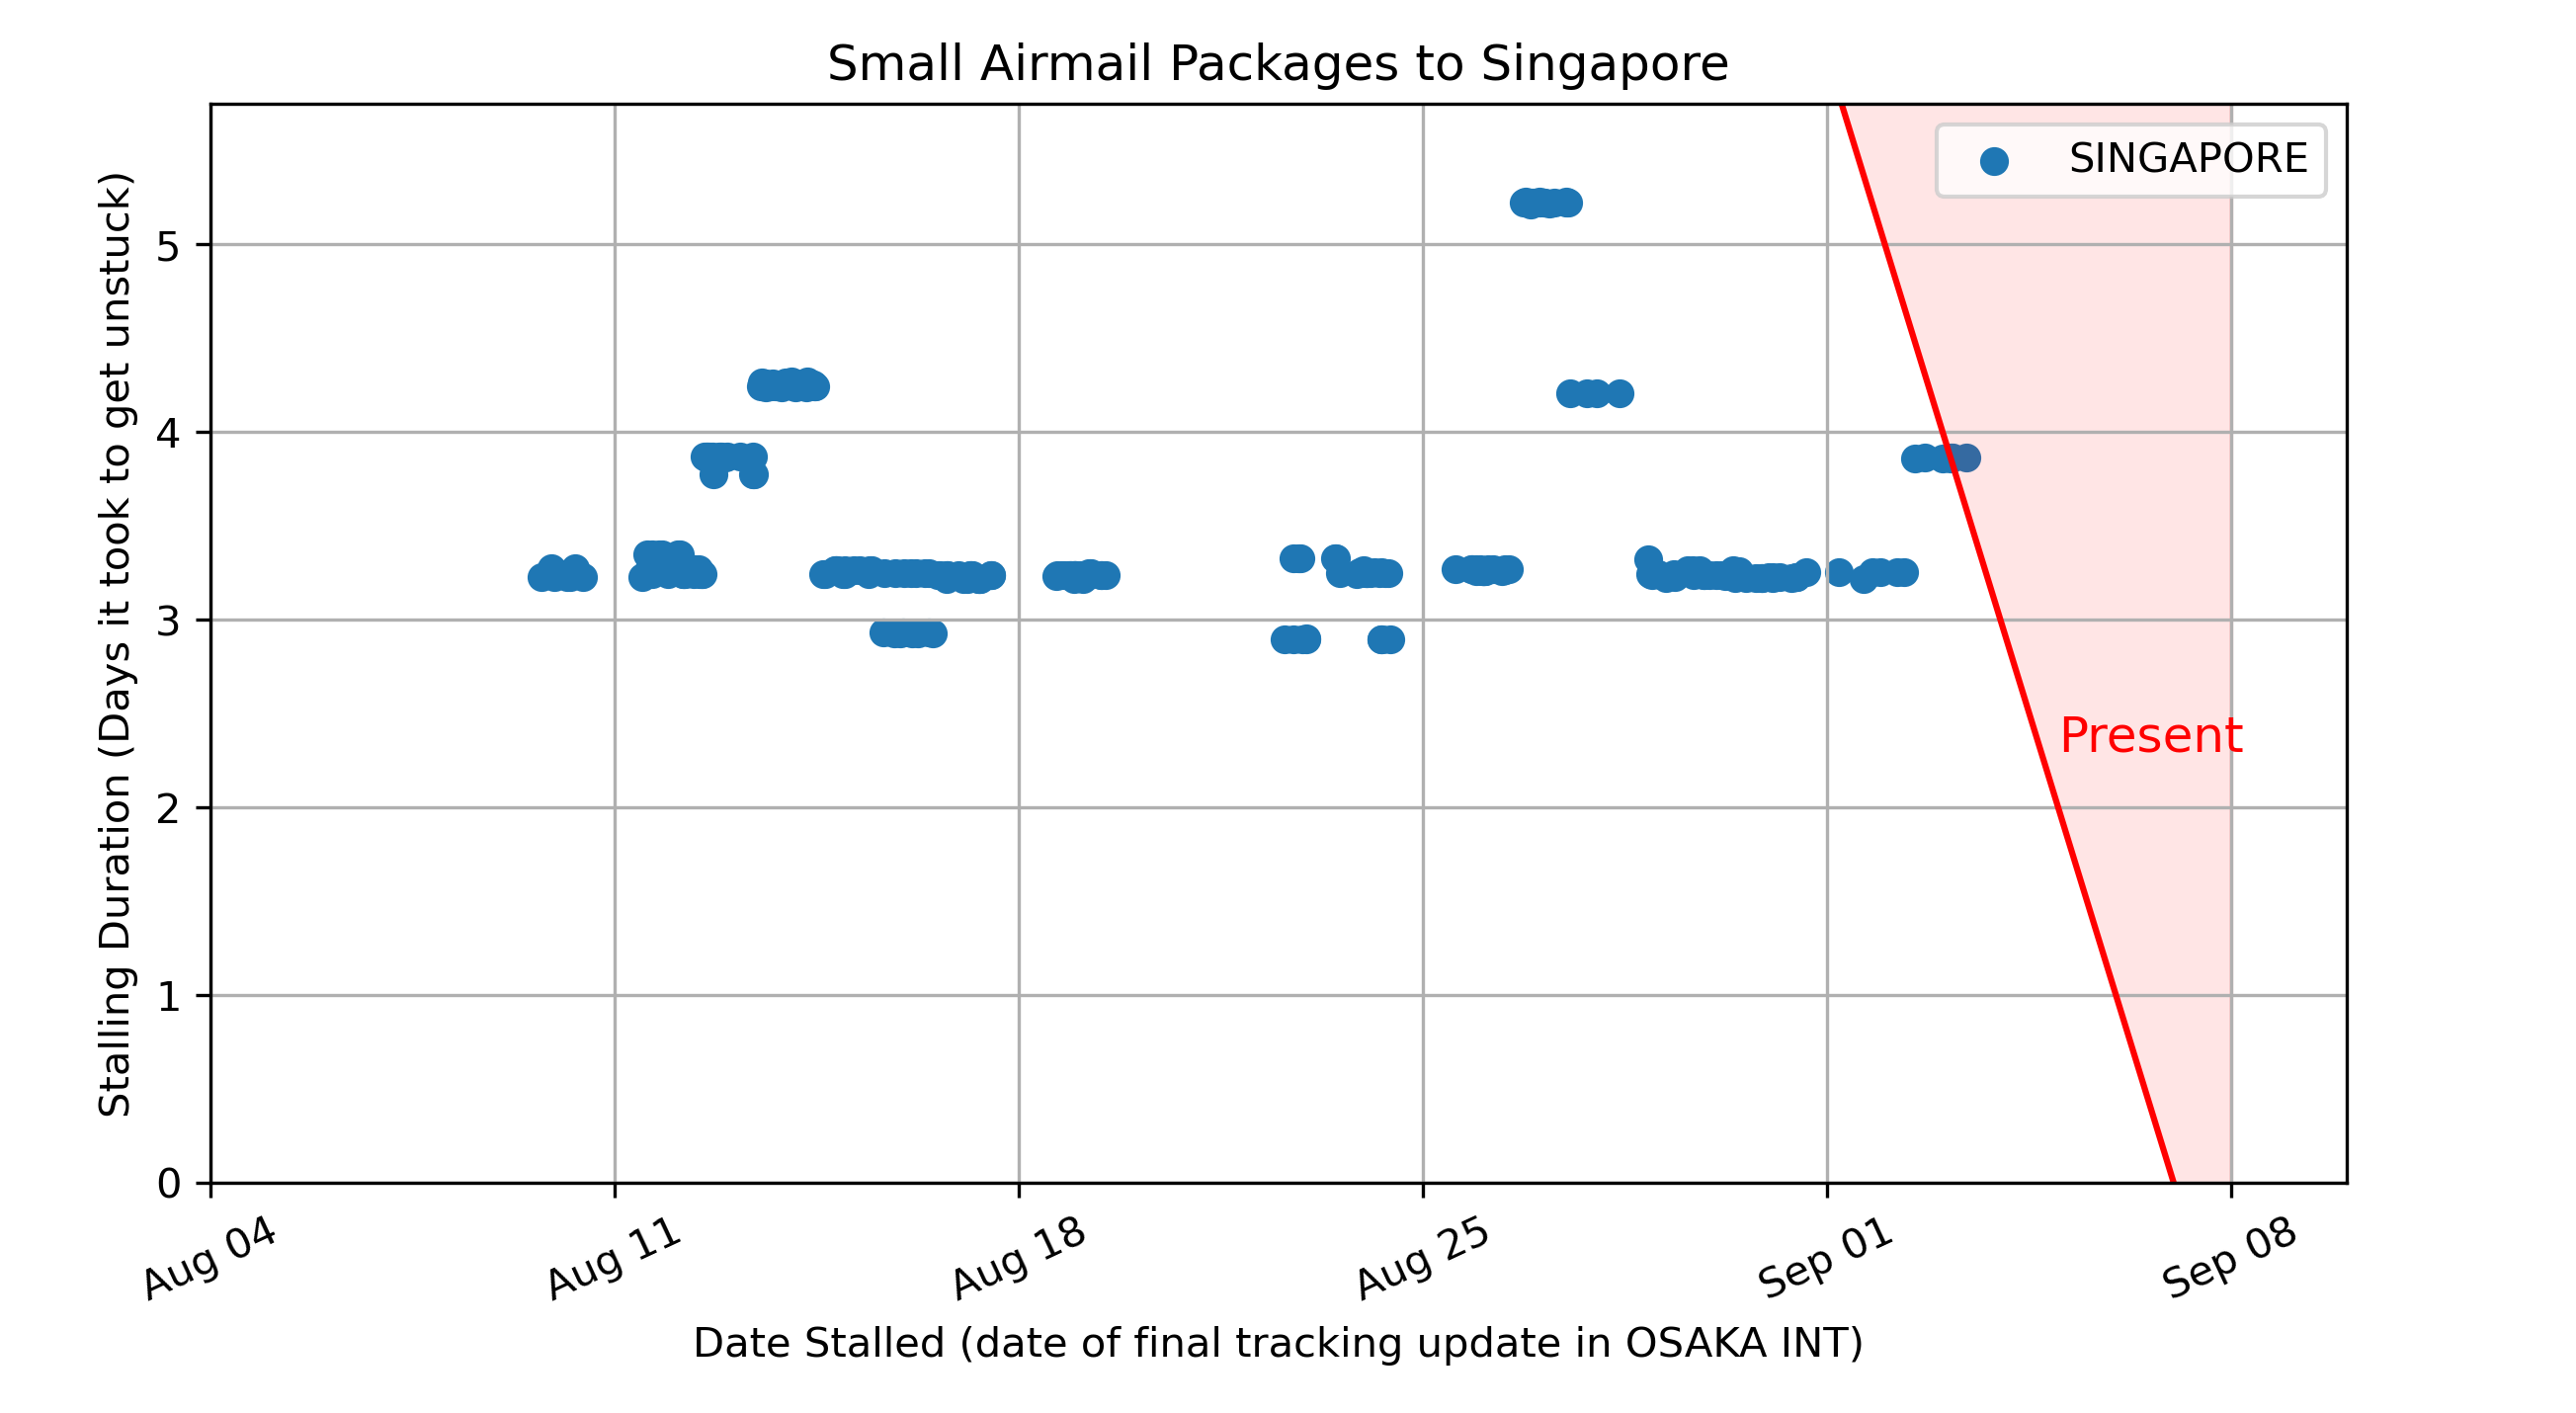 Small Airmail Packages to Singapore
SINGAPORE
Stalling Duration (Days it took to get unstuck)
5
4
3
2
1
0
Present
Aug 04
Aug 11
Aug 18
Aug 25
Sep 01
Sep 08
Date Stalled (date of final tracking update in OSAKA INT)